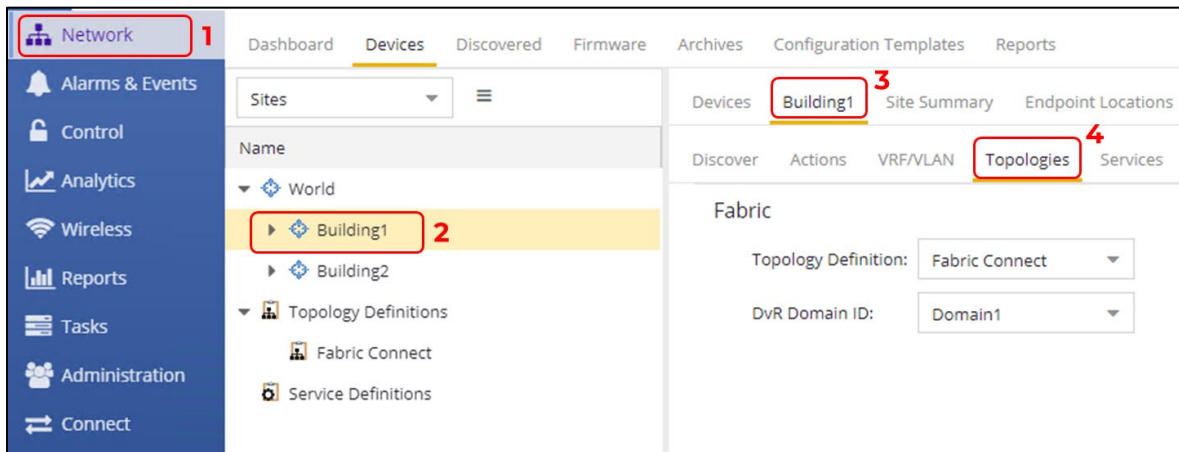 Network 1
Alarms & Events
Control
Analytics
Wireless
Reports
Tasks
Administration
Connect
Dashboard Devices Discovered Firmware Archives Configuration Templates Reports
Sites
Name
World
Building1 2
Building2
Topology Definitions
Fabric Connect
Service Definitions
3
Devices Building1 Site Summary Endpoint Locations
4
Discover Actions VRF/VLAN Topologies Services
Fabric
Topology Definition: Fabric Connect
DvR Domain ID: Domain1